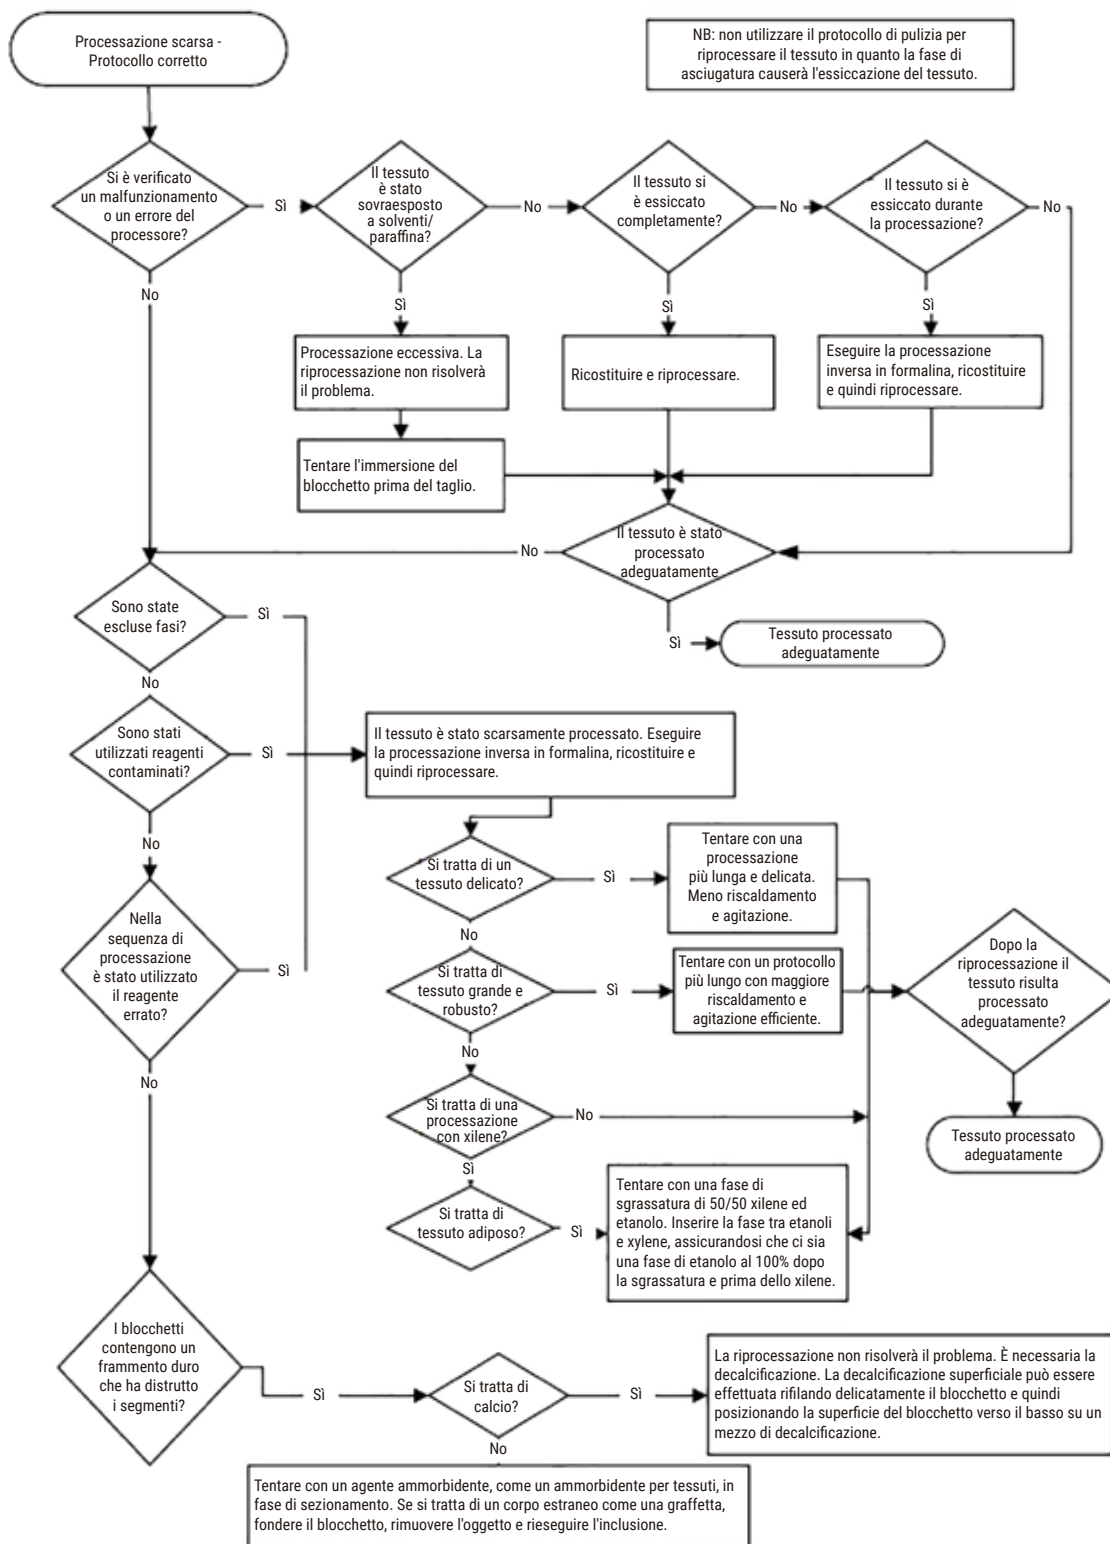 Processazione scarsa -
Protocollo corretto
NB: non utilizzare il protocollo di pulizia per
riprocessare il tessuto in quanto la fase di
asciugatura causerà l'essiccazione del tessuto.
Si è verificato
un malfunzionamento
o un errore del
processore?
Sì
Il tessuto
è stato
sovraesposto
a solventi/
paraffina?
No
Il tessuto si
è essiccato
completamente?
No
Il tessuto si è
essiccato durante
la processazione?
No
No
Sì
Sì
Sì
Processazione eccessiva. La
riprocessazione non risolverà
il problema.
Ricostituire e riprocessare.
Eseguire la processazione
inversa in formalina, ricostituire
e quindi riprocessare.
Tentare l'immersione del
blocchetto prima del taglio.
Il tessuto è stato
processato
adeguatamente
No
Sì
Tessuto processato
adeguatamente
Sono state
escluse fasi?
Sì
No
Sono stati
utilizzati reagenti
contaminati?
Sì
Il tessuto è stato scarsamente processato. Eseguire
la processazione inversa in formalina, ricostituire e
quindi riprocessare.
No
Nella
sequenza di
processazione
è stato utilizzato
il reagente
errato?
Sì
No
Si tratta di un
tessuto delicato?
Sì
Tentare con una
processazione
più lunga e delicata.
Meno riscaldamento
e agitazione.
No
Si tratta di
tessuto grande e
robusto?
Sì
Tentare con un protocollo
più lungo con maggiore
riscaldamento e
agitazione efficiente.
Dopo la
riprocessazione il
tessuto risulta
processato
adeguatamente?
No
Si tratta di una
processazione
con xilene?
No
Sì
Tessuto processato
adeguatamente
Si tratta di
tessuto adiposo?
Sì
Tentare con una fase di
sgrassatura di 50/50 xilene ed
etanolo. Inserire la fase tra etanoli
e xylene, assicurandosi che ci sia
una fase di etanolo al 100% dopo
la sgrassatura e prima dello xilene.
I blocchetti
contengono un
frammento duro
che ha distrutto
i segmenti?
Sì
Si tratta di
calcio?
Sì
La riprocessazione non risolverà il problema. È necessaria la
decalcificazione. La decalcificazione superficiale può essere
effettuata rifilando delicatamente il blocchetto e quindi
posizionando la superficie del blocchetto verso il basso su un
mezzo di decalcificazione.
No
Tentare con un agente ammorbidente, come un ammorbidente per tessuti, in
fase di sezionamento. Se si tratta di un corpo estraneo come una graffetta,
fondere il blocchetto, rimuovere l'oggetto e rieseguire l'inclusione.